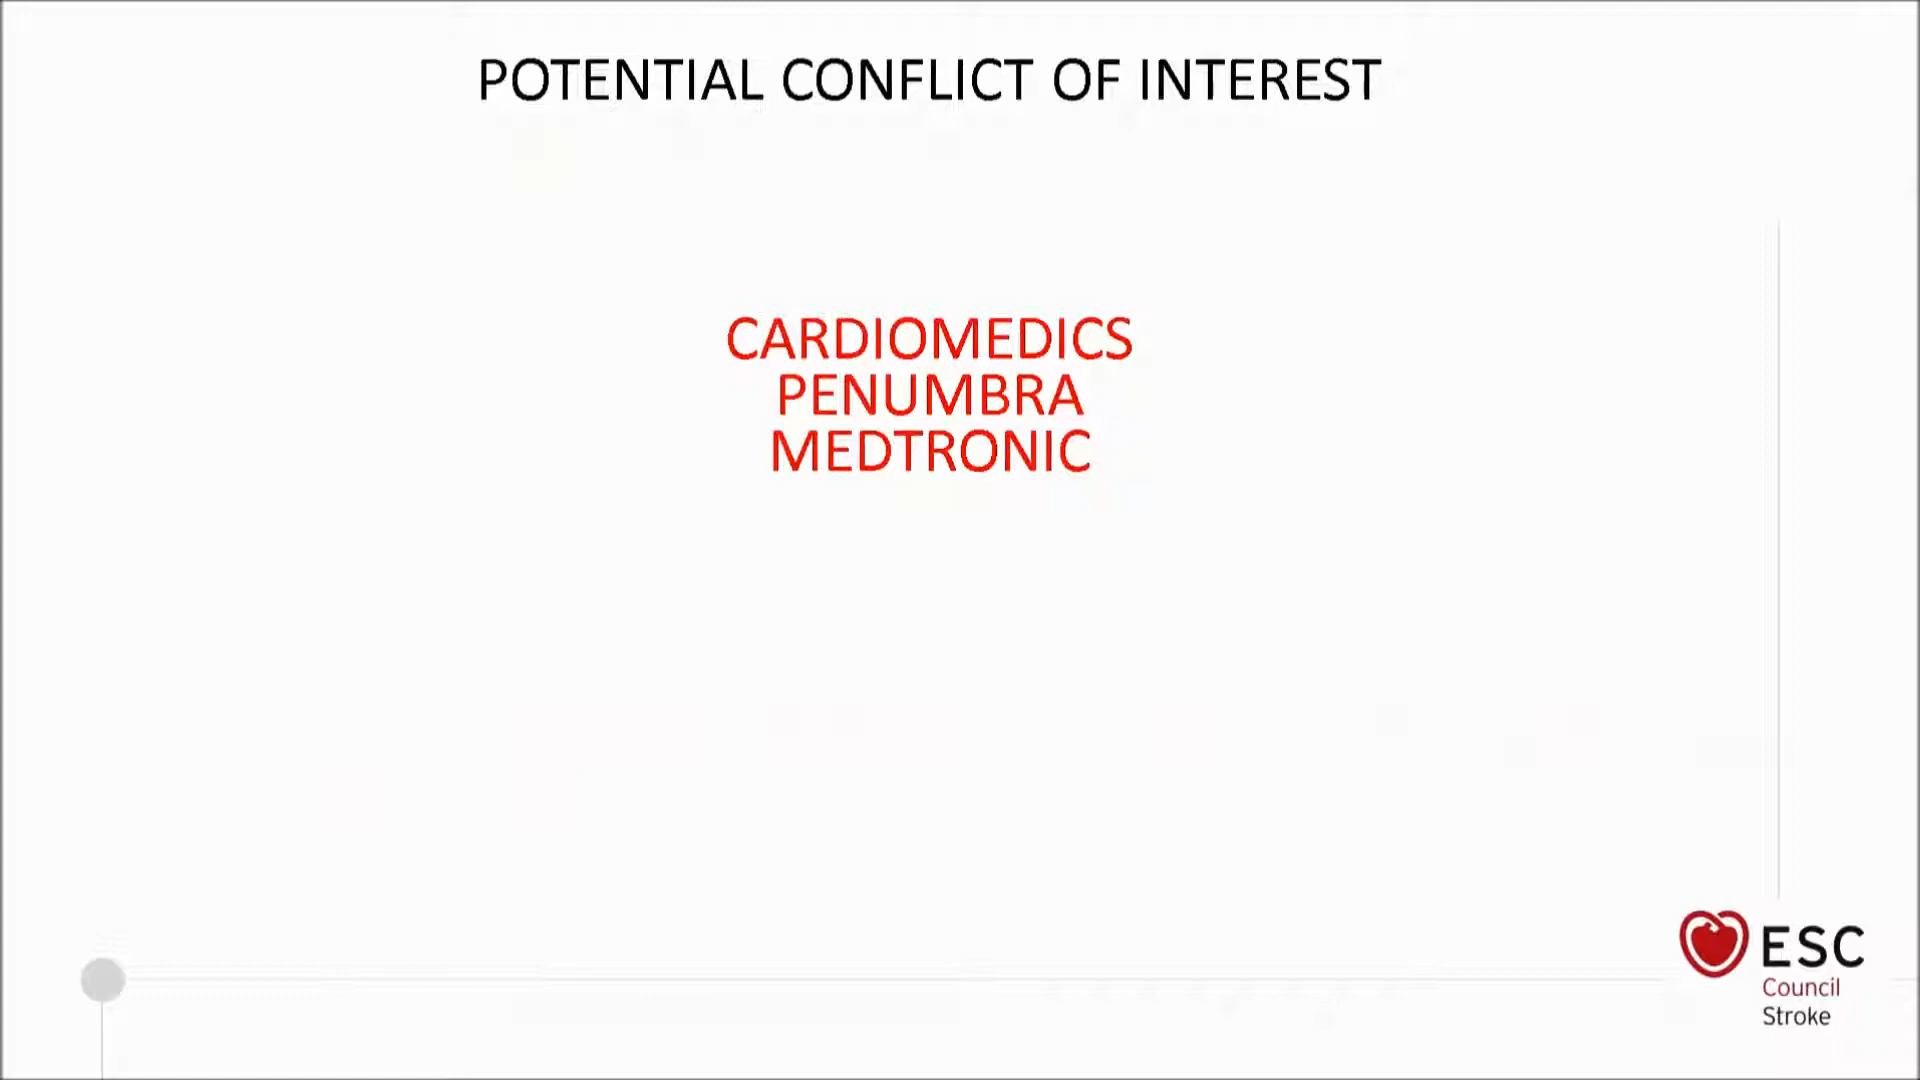 POTENTIAL CONFLICT OF INTEREST
CARDIOMEDICS
PENUMBRA
MEDTRONIC
ESC
Council
Stroke